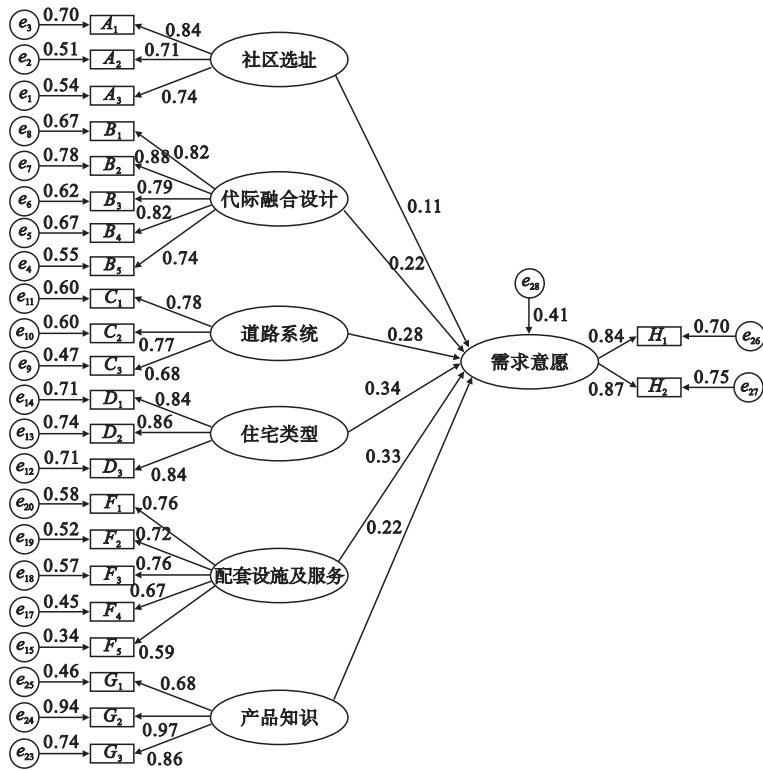 e₃ 0.70 A₁ 0.84
e₂ 0.51 A₂ 0.71 社区选址
e₁ 0.54 A₃ 0.74
e₈ 0.67 B₁ 0.82
e₇ 0.78 B₂ 0.88
e₆ 0.62 B₃ 0.79 代际融合设计 0.11
e₅ 0.67 B₄ 0.82
e₄ 0.55 B₅ 0.74 0.22
e₂₈ 0.41
e₁₁ 0.60 C₁ 0.78
e₁₀ 0.60 C₂ 0.77 道路系统 0.28
e₉ 0.47 C₃ 0.68
需求意愿
0.84 H₁ 0.70 e₂₆
0.87 H₂ 0.75 e₂₇
e₁₄ 0.71 D₁ 0.84
e₁₃ 0.74 D₂ 0.86 住宅类型 0.34
e₁₂ 0.71 D₃ 0.84
e₂₀ 0.58 F₁ 0.76 0.33
e₁₉ 0.52 F₂ 0.72
e₁₈ 0.57 F₃ 0.76 配套设施及服务 0.22
e₁₇ 0.45 F₄ 0.67
e₁₅ 0.34 F₅ 0.59
e₂₅ 0.46 G₁ 0.68
e₂₄ 0.94 G₂ 0.97 产品知识
e₂₃ 0.74 G₃ 0.86